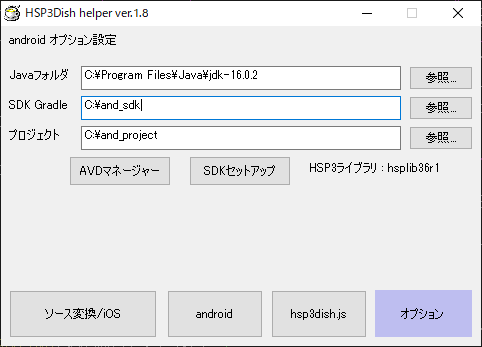 HSP3Dish helper ver.1.8
android オプション設定
Javaフォルダ C:¥Program Files¥Java¥jdk-16.0.2 参照...
SDK Gradle C:¥and_sdk 参照...
プロジェクト C:¥and_project 参照...
AVDマネージャー SDKセットアップ HSP3ライブラリ : hsplib36r1
ソース変換/iOS android hsp3dish.js オプション